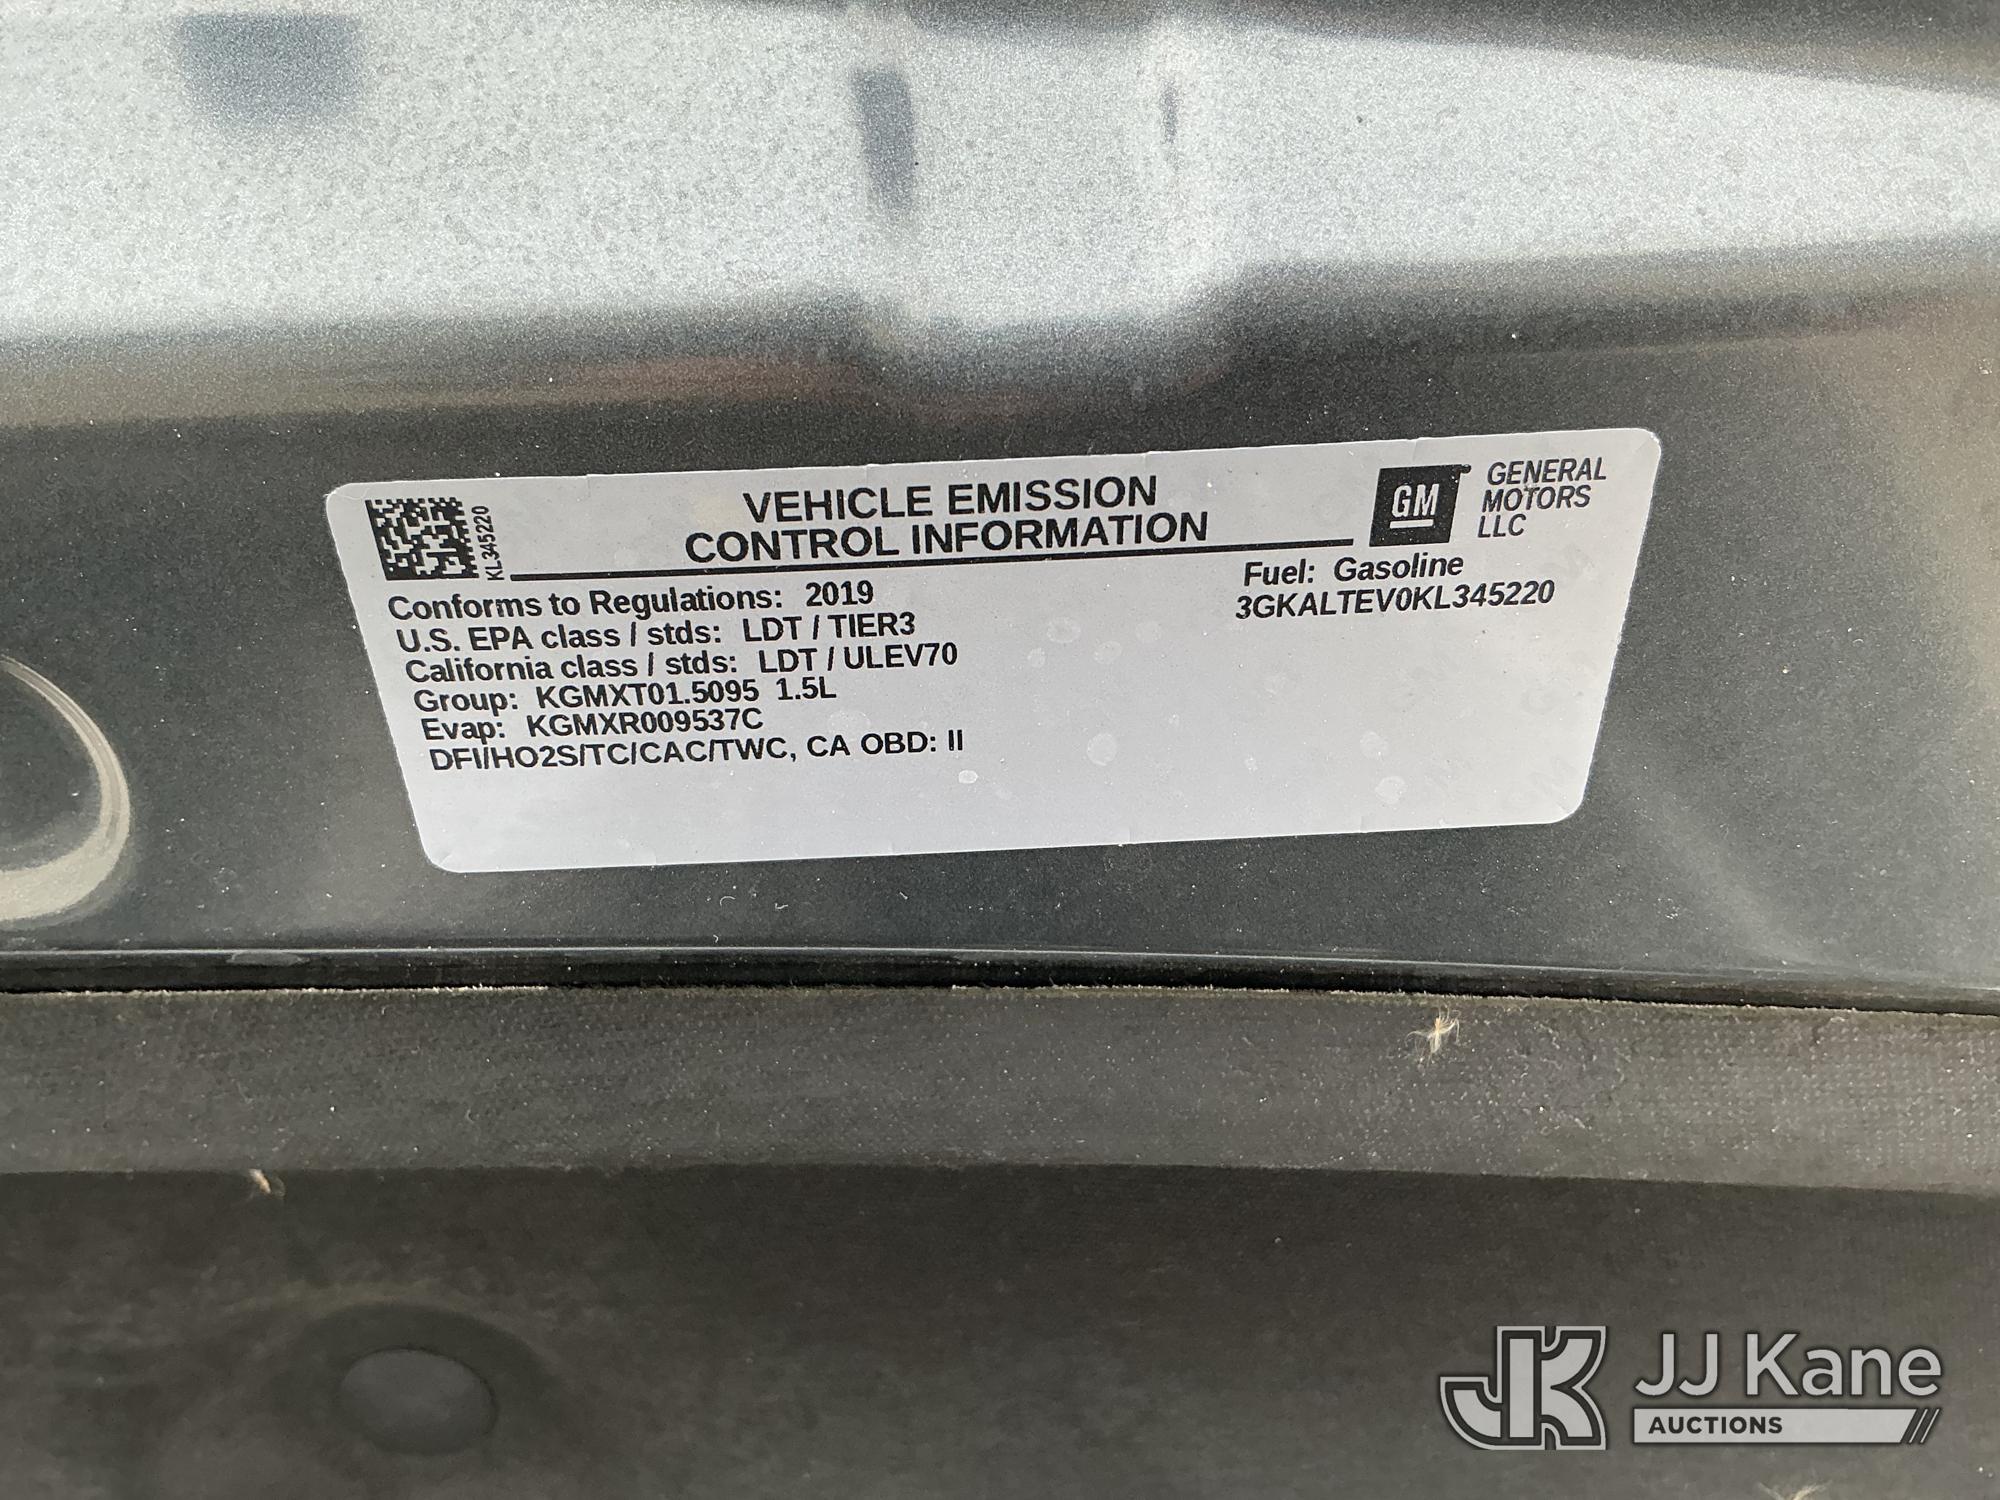 KL345220
VEHICLE EMISSION
CONTROL INFORMATION
GM
GENERAL
MOTORS
LLC
Conforms to Regulations: 2019
U.S. EPA class / stds: LDT / TIER3
California class / stds: LDT / ULEV70
Group: KGMXT01.5095 1.5L
Evap: KGMXR009537C
DFI/HO2S/TC/CAC/TWC, CA OBD: II
Fuel: Gasoline
3GKALTEV0KL345220
JK
JJ Kane
AUCTIONS